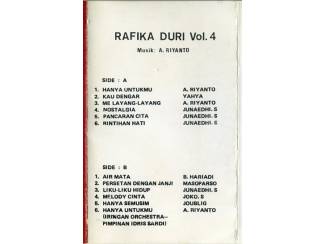 RAFIKA DURI Vol. 4
Musik: A. RIYANTO
SIDE : A
1. HANYA UNTUKMU A. RIYANTO
2. KAU DENGAR YAHYA
3. ME LAYANG-LAYANG A. RIYANTO
4. NOSTALGIA JUNAEDHI. S
5. PANCARAN CITA JUNAEDHI. S
6. RINTIHAN HATI JUNAEDHI. S
SIDE : B
1. AIR MATA B. HARIADI
2. PERSETAN DENGAN JANJI MASOPARSO
3. LIKU-LIKU HIDUP JUNAEDHI. S
4. MELODY CINTA JOKO. S
5. HANYA SEMUSIM JOUBLIQ
6. HANYA UNTUKMU A. RIYANTO
(IRINGAN ORCHESTRA—
PIMPINAN IDRIS SARDI)